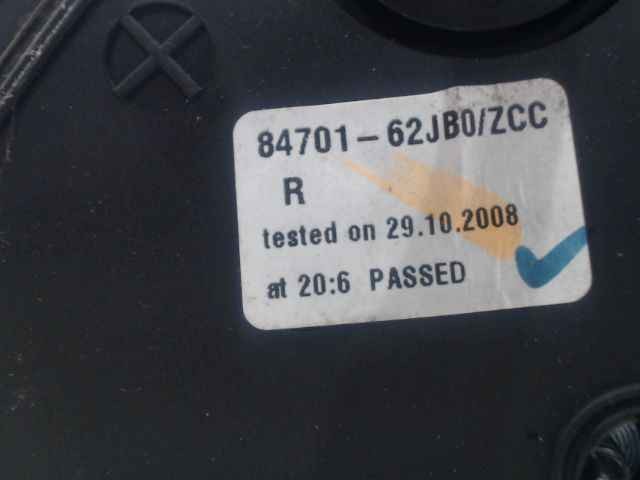 84701-62JB0/ZCC
R
tested on 29.10.2008
at 20:6 PASSED